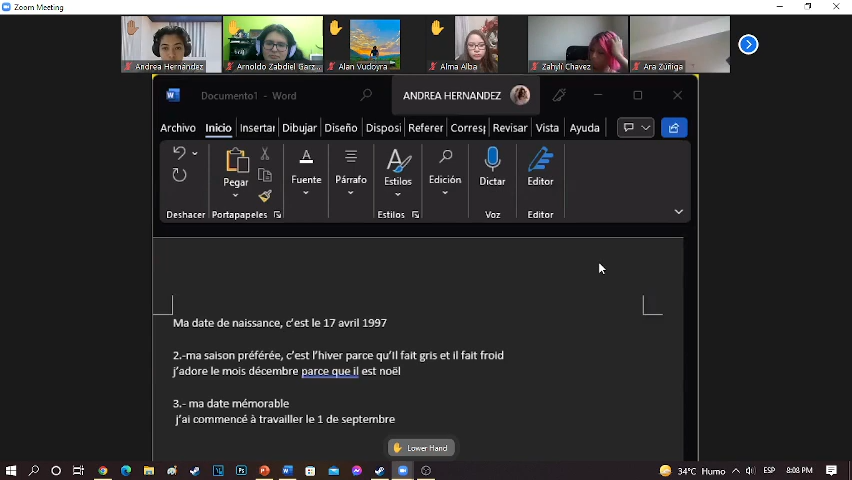 Zoom Meeting
Andrea Hernández
Arnoldo Zabdiel Garz...
Alan Vudoyra
Alma Alba
Zahylí Chavez
Ara Zúñiga
Documento1 - Word
ANDREA HERNANDEZ
Archivo Inicio Insertar Dibujar Diseño Disposi Referen Corresp Revisar Vista Ayuda
Pegar Fuente Párrafo Estilos Edición Dictar Editor
Deshacer Portapapeles Estilos Voz Editor
Ma date de naissance, c'est le 17 avril 1997
2.-ma saison préférée, c'est l'hiver parce qu'Il fait gris et il fait froid
j'adore le mois décembre parce que il est noël
3.- ma date mémorable
j'ai commencé à travailler le 1 de septembre
Lower Hand
34°C Humo ESP 8:08 PM